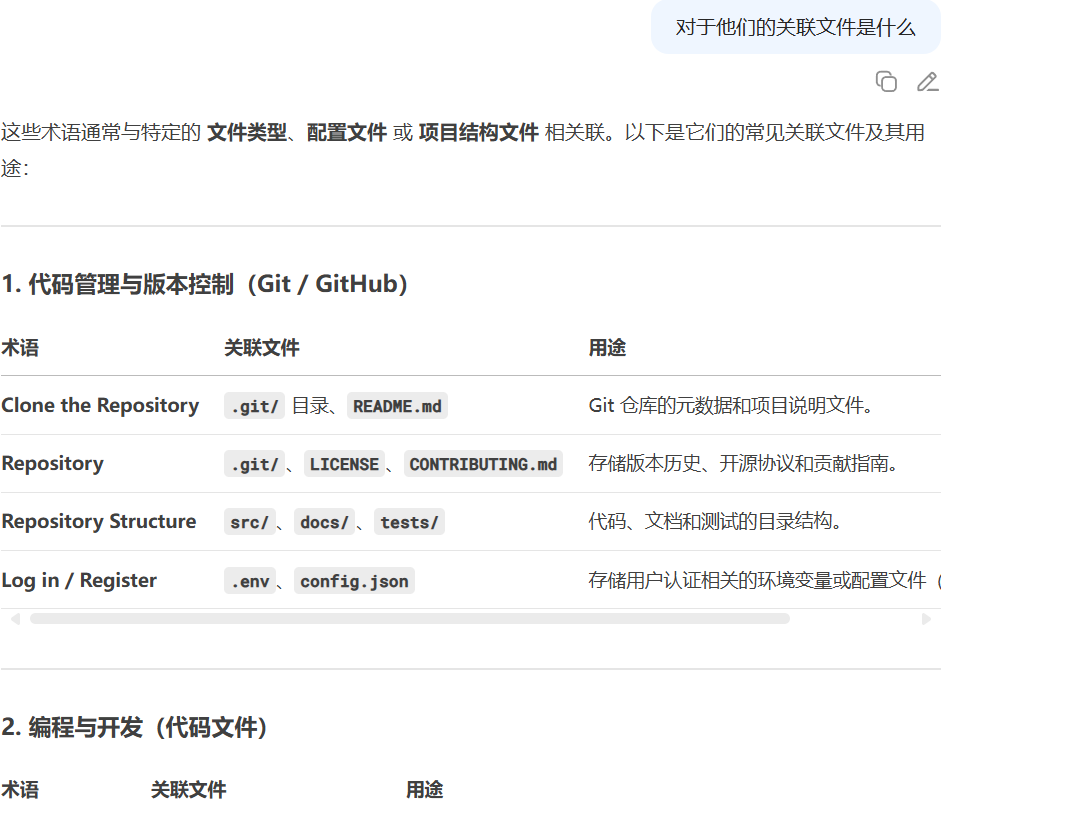 对于他们的关联文件是什么
这些术语通常与特定的 文件类型、配置文件 或 项目结构文件 相关联。以下是它们的常见关联文件及其用
途：
1. 代码管理与版本控制（Git / GitHub）
术语 关联文件 用途
Clone the Repository .git/ 目录、README.md Git 仓库的元数据和项目说明文件。
Repository .git/、LICENSE、CONTRIBUTING.md 存储版本历史、开源协议和贡献指南。
Repository Structure src/、docs/、tests/ 代码、文档和测试的目录结构。
Log in / Register .env、config.json 存储用户认证相关的环境变量或配置文件（
2. 编程与开发（代码文件）
术语 关联文件 用途